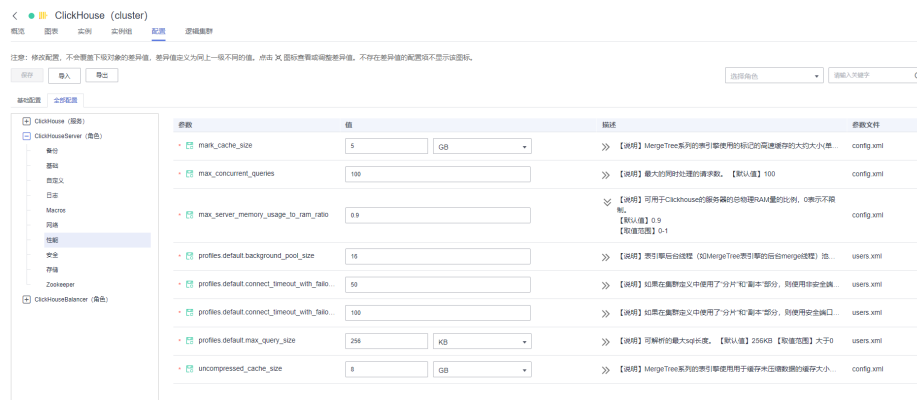 ClickHouse (cluster)
概览 图表 实例 实例组 配置 逻辑集群
注意：修改配置，不会覆盖下级对象的差异值，差异值定义为同上一级不同的值。点击 图标查看或调整差异值。不存在差异值的配置项不显示该图标。
保存 导入 导出 选择角色 请输入关键字
基础配置 全部配置
ClickHouse（服务）
ClickHouseServer（角色）
备份
基础
自定义
日志
Macros
网络
性能
安全
存储
Zookeeper
ClickHouseBalancer（角色）
参数 值 描述 参数文件
* mark_cache_size 5 GB 【说明】MergeTree系列的表引擎使用的标记的高速缓存的大约大小(单... config.xml
* max_concurrent_queries 100 【说明】最大的同时处理的请求数。 【默认值】100 config.xml
* max_server_memory_usage_to_ram_ratio 0.9 【说明】可用于Clickhouse的服务器的总物理RAM量的比例，0表示不限
制。
【默认值】0.9
【取值范围】0-1
config.xml
* profiles.default.background_pool_size 16 【说明】表引擎后台线程（如MergeTree表引擎的后台merge线程）池... users.xml
* profiles.default.connect_timeout_with_failo... 50 【说明】如果在集群定义中使用了“分片”和“副本”部分，则使用非安全端... users.xml
* profiles.default.connect_timeout_with_failo... 100 【说明】如果在集群定义中使用了“分片”和“副本”部分，则使用安全端口... users.xml
* profiles.default.max_query_size 256 KB 【说明】可解析的最大sql长度。 【默认值】256KB 【取值范围】大于0 users.xml
* uncompressed_cache_size 8 GB 【说明】MergeTree系列的表引擎使用用于缓存未压缩数据的缓存大小... config.xml